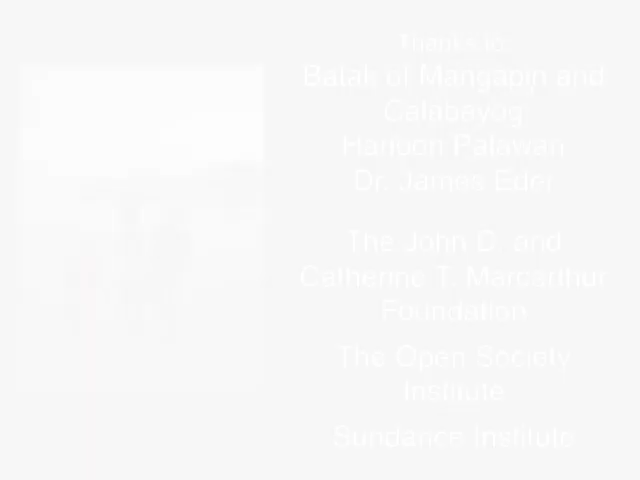 Thanks to:
Batak of Mangapin and
Calabayog
Haribon Palawan
Dr. James Eder
The John D. and
Catherine T. Macarthur
Foundation
The Open Society
Institute
Sundance Institute